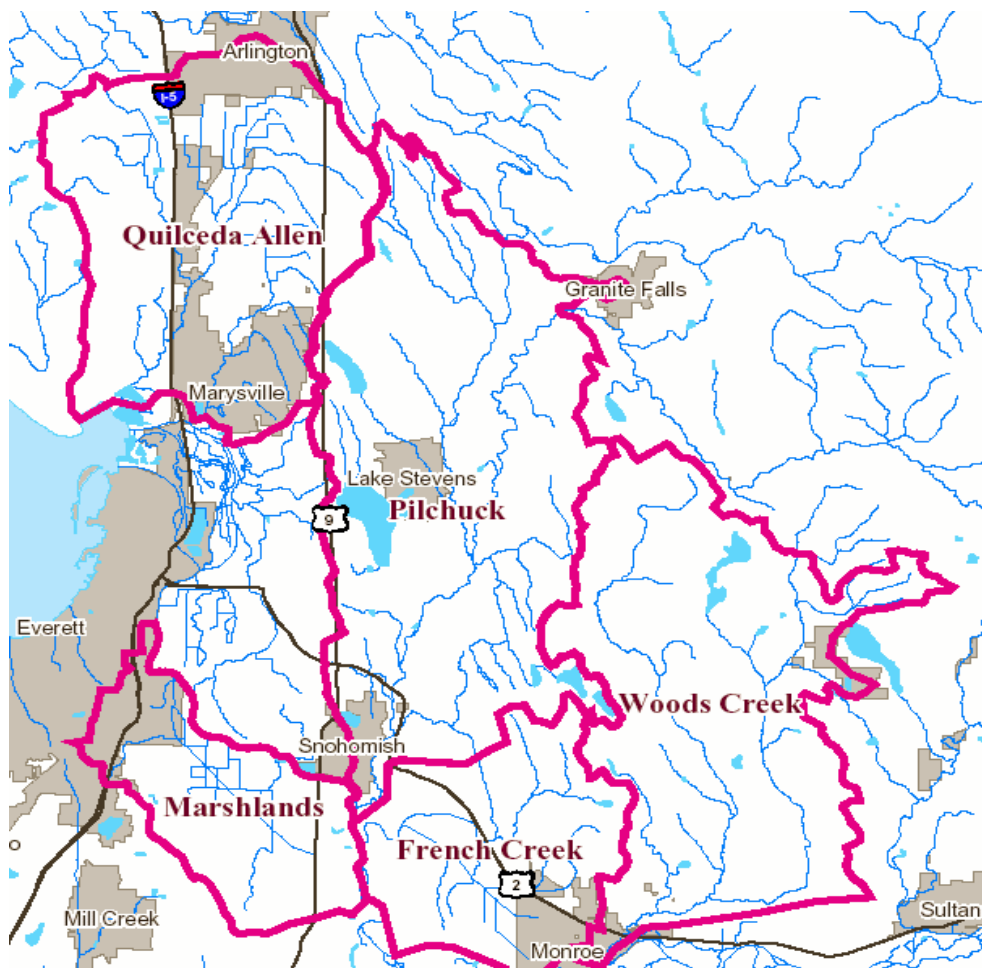 Arlington
I-5
Quilceda Allen
Granite Falls
Marysville
Lake Stevens
Pilchuck
9
Everett
Woods Creek
Snohomish
Marshlands
French Creek
2
Mill Creek
Sultan
Monroe
o